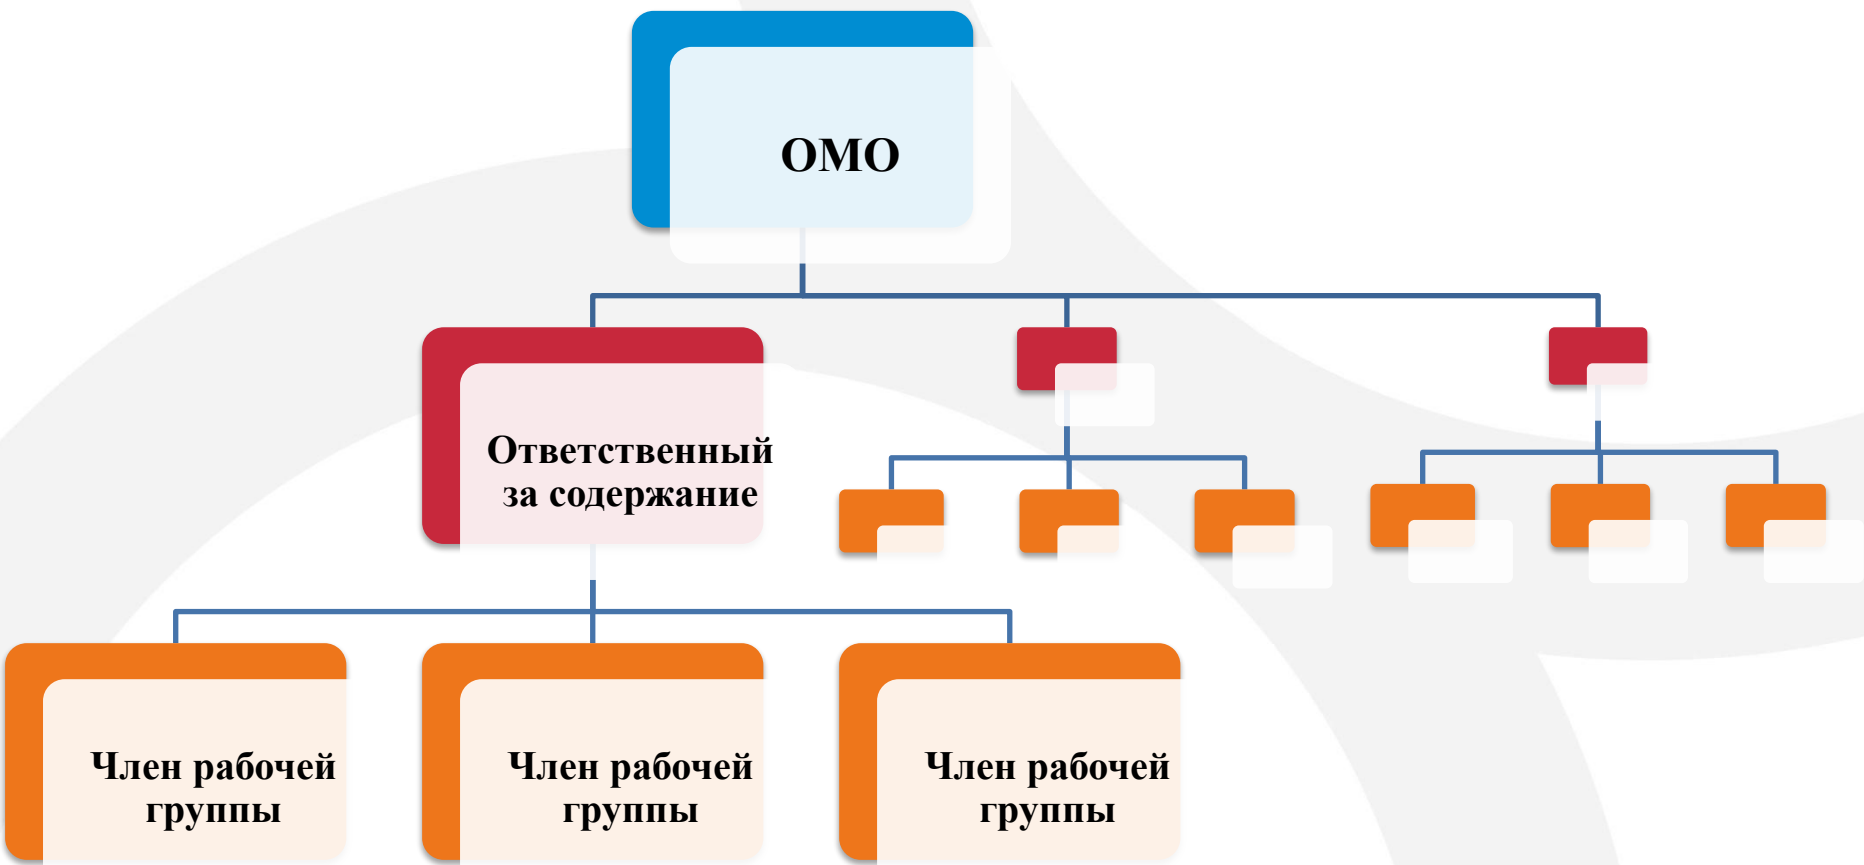 ОМО
Ответственный
за содержание
Член рабочей
группы
Член рабочей
группы
Член рабочей
группы